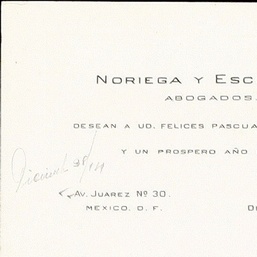 NORIEGA Y ESC
ABOGADOS.
DESEAN A UD. FELICES PASCUA
Y UN PROSPERO AÑO
AV. JUAREZ Nº 30.
MEXICO, D. F.